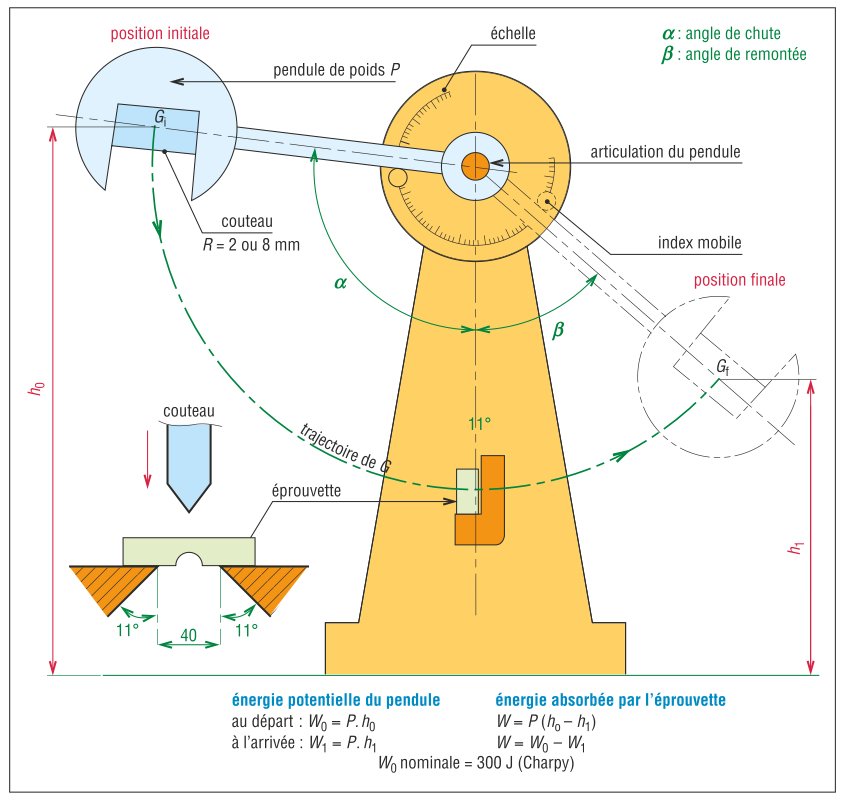 position initiale
échelle
α : angle de chute
β : angle de remontée
pendule de poids P
Gi
articulation du pendule
couteau
R = 2 ou 8 mm
index mobile
position finale
α
β
Gf
h0
couteau
11°
trajectoire de G
éprouvette
h1
11°
40
11°
énergie potentielle du pendule
au départ : W0 = P. h0
à l'arrivée : W1 = P. h1
énergie absorbée par l'éprouvette
W = P (ho – h1)
W = W0 – W1
W0 nominale = 300 J (Charpy)